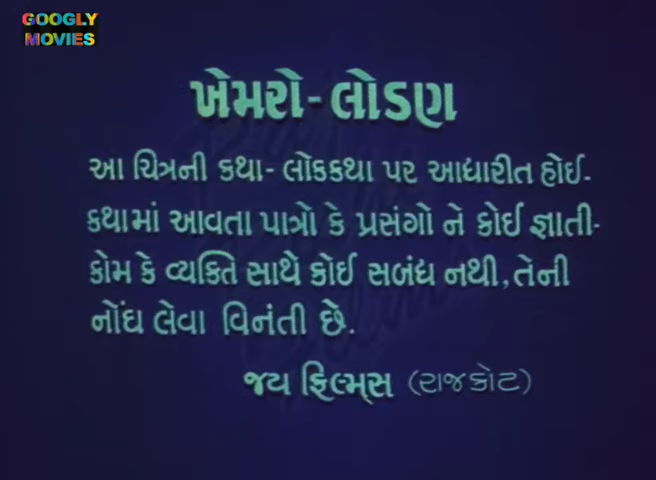 GOOGLY
MOVIES
ખેમરો-લોડણ
આ ચિત્રની કથા-લોકકથા પર આધારીત હોઈ-
કથામાં આવતા પાત્રો કે પ્રસંગો ને કોઈ જ્ઞાતી-
કોમ કે વ્યક્તિ સાથે કોઈ સબંધ નથી,તેની
નોંધ લેવા વિનંતી છે.
જય ફિલ્મ્સ (રાજકોટ)